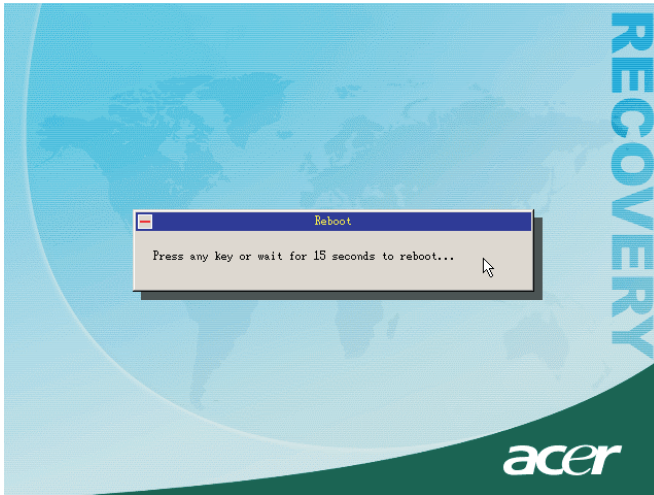 RECOVERY
Reboot
Press any key or wait for 15 seconds to reboot...
acer